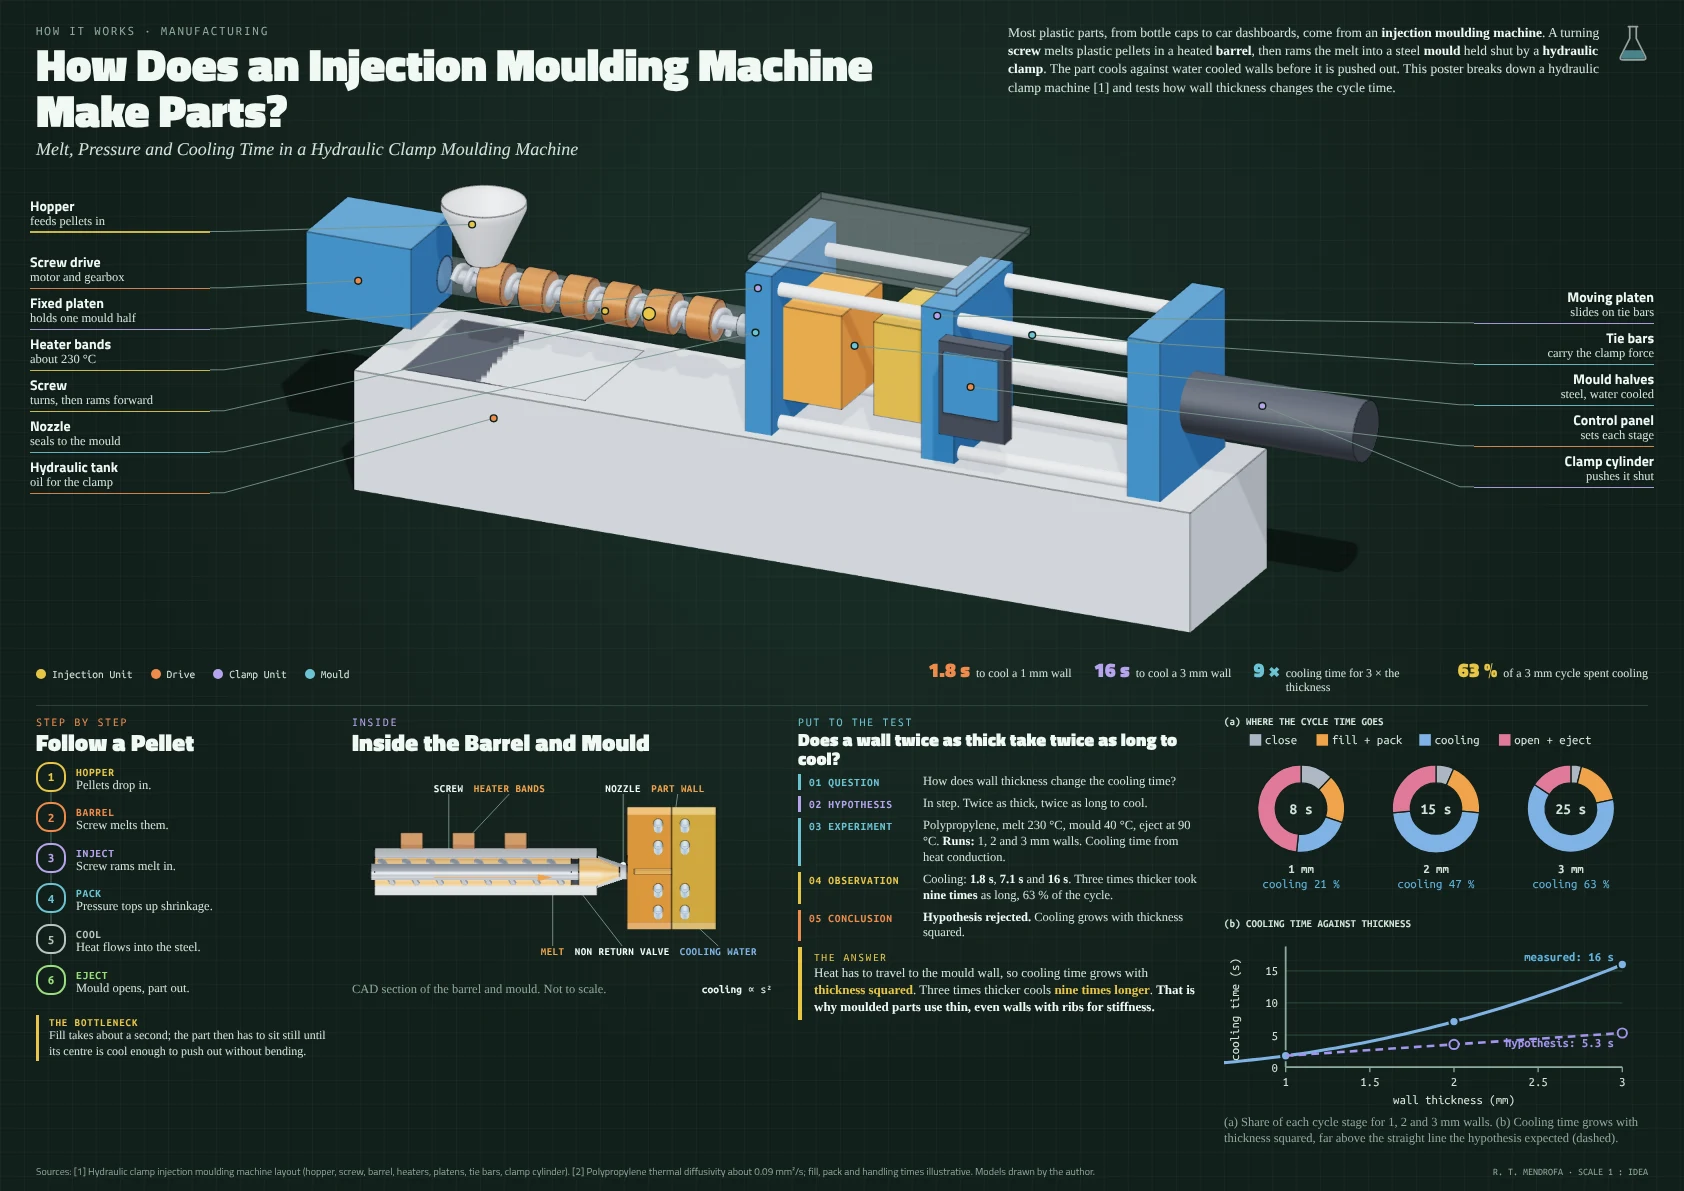 HOW IT WORKS · MANUFACTURING
How Does an Injection Moulding Machine
Make Parts?
Melt, Pressure and Cooling Time in a Hydraulic Clamp Moulding Machine
Most plastic parts, from bottle caps to car dashboards, come from an injection moulding machine. A turning
screw melts plastic pellets in a heated barrel, then rams the melt into a steel mould held shut by a hydraulic
clamp. The part cools against water cooled walls before it is pushed out. This poster breaks down a hydraulic
clamp machine [1] and tests how wall thickness changes the cycle time.
Hopper
feeds pellets in
Screw drive
motor and gearbox
Fixed platen
holds one mould half
Heater bands
about 230 °C
Screw
turns, then rams forward
Nozzle
seals to the mould
Hydraulic tank
oil for the clamp
Moving platen
slides on tie bars
Tie bars
carry the clamp force
Mould halves
steel, water cooled
Control panel
sets each stage
Clamp cylinder
pushes it shut
Injection Unit
Drive
Clamp Unit
Mould
1.8 s to cool a 1 mm wall
16 s to cool a 3 mm wall
9 × cooling time for 3 × the
thickness
63 % of a 3 mm cycle spent cooling
STEP BY STEP
Follow a Pellet
1 HOPPER
Pellets drop in.
2 BARREL
Screw melts them.
3 INJECT
Screw rams melt in.
4 PACK
Pressure tops up shrinkage.
5 COOL
Heat flows into the steel.
6 EJECT
Mould opens, part out.
THE BOTTLENECK
Fill takes about a second; the part then has to sit still until
its centre is cool enough to push out without bending.
INSIDE
Inside the Barrel and Mould
SCREW HEATER BANDS NOZZLE PART WALL
MELT NON RETURN VALVE COOLING WATER
CAD section of the barrel and mould. Not to scale.
cooling ∝ s²
PUT TO THE TEST
Does a wall twice as thick take twice as long to
cool?
01 QUESTION How does wall thickness change the cooling time?
02 HYPOTHESIS In step. Twice as thick, twice as long to cool.
03 EXPERIMENT Polypropylene, melt 230 °C, mould 40 °C, eject at 90
°C. Runs: 1, 2 and 3 mm walls. Cooling time from
heat conduction.
04 OBSERVATION Cooling: 1.8 s, 7.1 s and 16 s. Three times thicker took
nine times as long, 63 % of the cycle.
05 CONCLUSION Hypothesis rejected. Cooling grows with thickness
squared.
THE ANSWER
Heat has to travel to the mould wall, so cooling time grows with
thickness squared. Three times thicker cools nine times longer. That is
why moulded parts use thin, even walls with ribs for stiffness.
(a) WHERE THE CYCLE TIME GOES
close fill + pack cooling open + eject
8 s 15 s 25 s
1 mm 2 mm 3 mm
cooling 21 % cooling 47 % cooling 63 %
(b) COOLING TIME AGAINST THICKNESS
cooling time (s)
15
10
5
0
measured: 16 s
hypothesis: 5.3 s
1 1.5 2 2.5 3
wall thickness (mm)
(a) Share of each cycle stage for 1, 2 and 3 mm walls. (b) Cooling time grows with
thickness squared, far above the straight line the hypothesis expected (dashed).
Sources: [1] Hydraulic clamp injection moulding machine layout (hopper, screw, barrel, heaters, platens, tie bars, clamp cylinder). [2] Polypropylene thermal diffusivity about 0.09 mm²/s; fill, pack and handling times illustrative. Models drawn by the author.
R. T. MENDROFA · SCALE 1 : IDEA